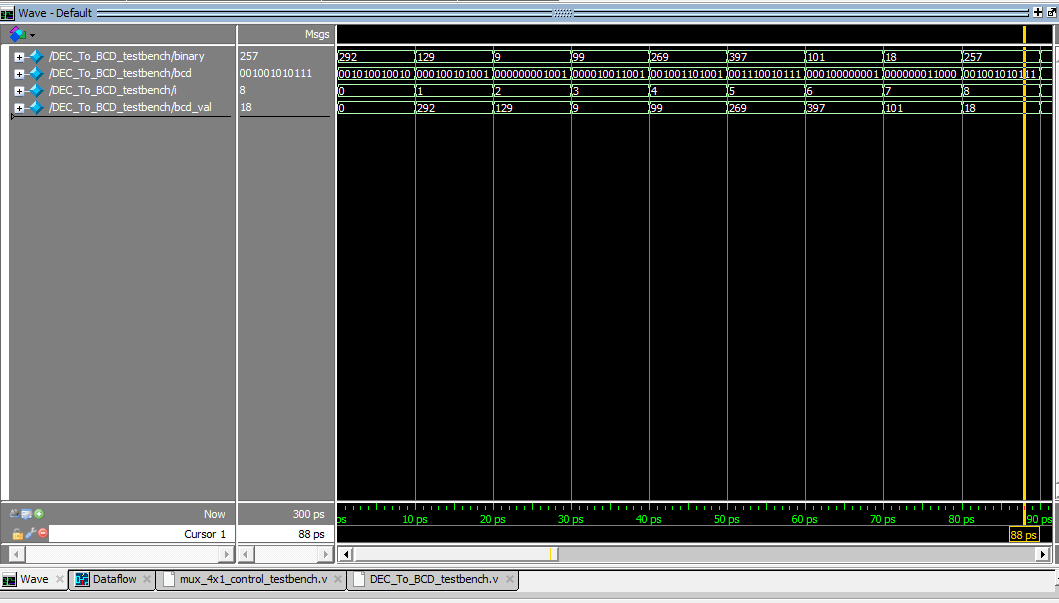 Wave - Default
Msgs
/DEC_To_BCD_testbench/binary 257 292 129 9 99 269 397 101 18 257
/DEC_To_BCD_testbench/bcd 001001010111 001010010010 000100101001 000000001001 000010011001 001001101001 001110010111 000100000001 000000011000 001001010111
/DEC_To_BCD_testbench/i 8 0 1 2 3 4 5 6 7 8
/DEC_To_BCD_testbench/bcd_val 18 0 292 129 9 99 269 397 101 18
Now 300 ps ps 10 ps 20 ps 30 ps 40 ps 50 ps 60 ps 70 ps 80 ps 90 ps
Cursor 1 88 ps 88 ps
Wave Dataflow mux_4x1_control_testbench.v DEC_To_BCD_testbench.v